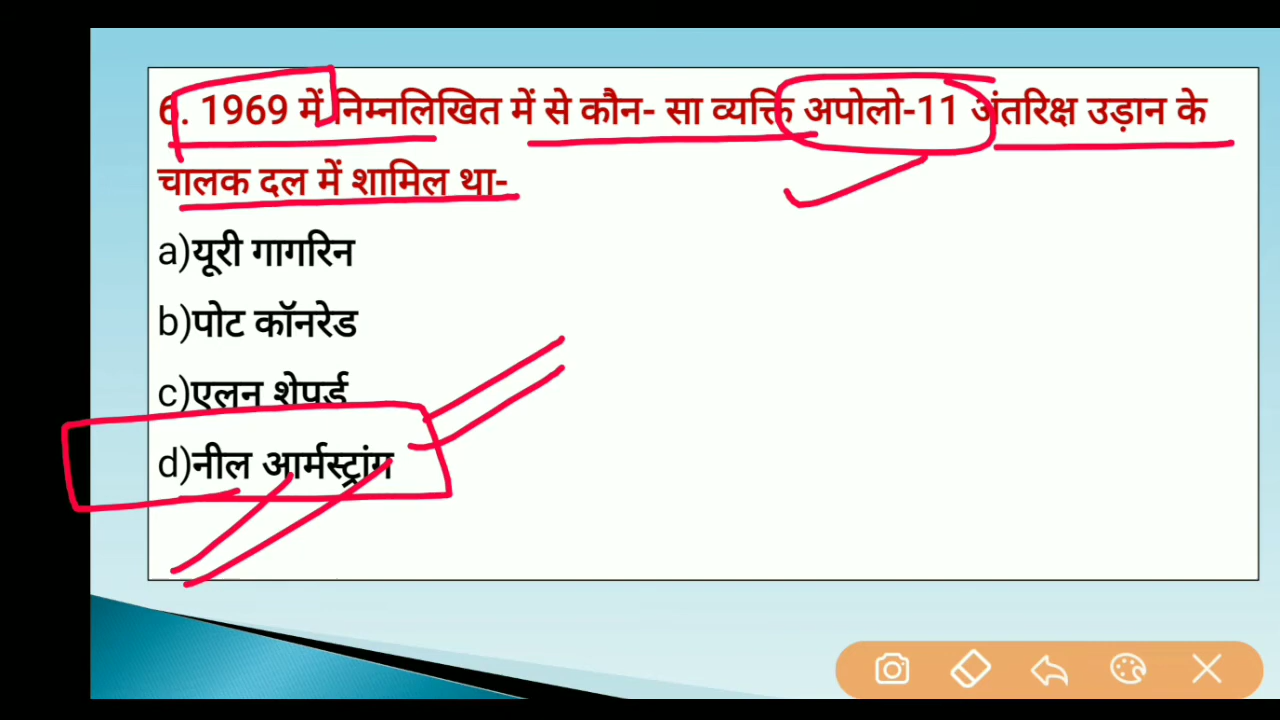 6. 1969 में निम्नलिखित में से कौन- सा व्यक्ति अपोलो-11 अंतरिक्ष उड़ान के
चालक दल में शामिल था-
a)यूरी गागरिन
b)पोट कॉनरेड
c)एलन शेपर्ड
d)नील आर्मस्ट्रांग